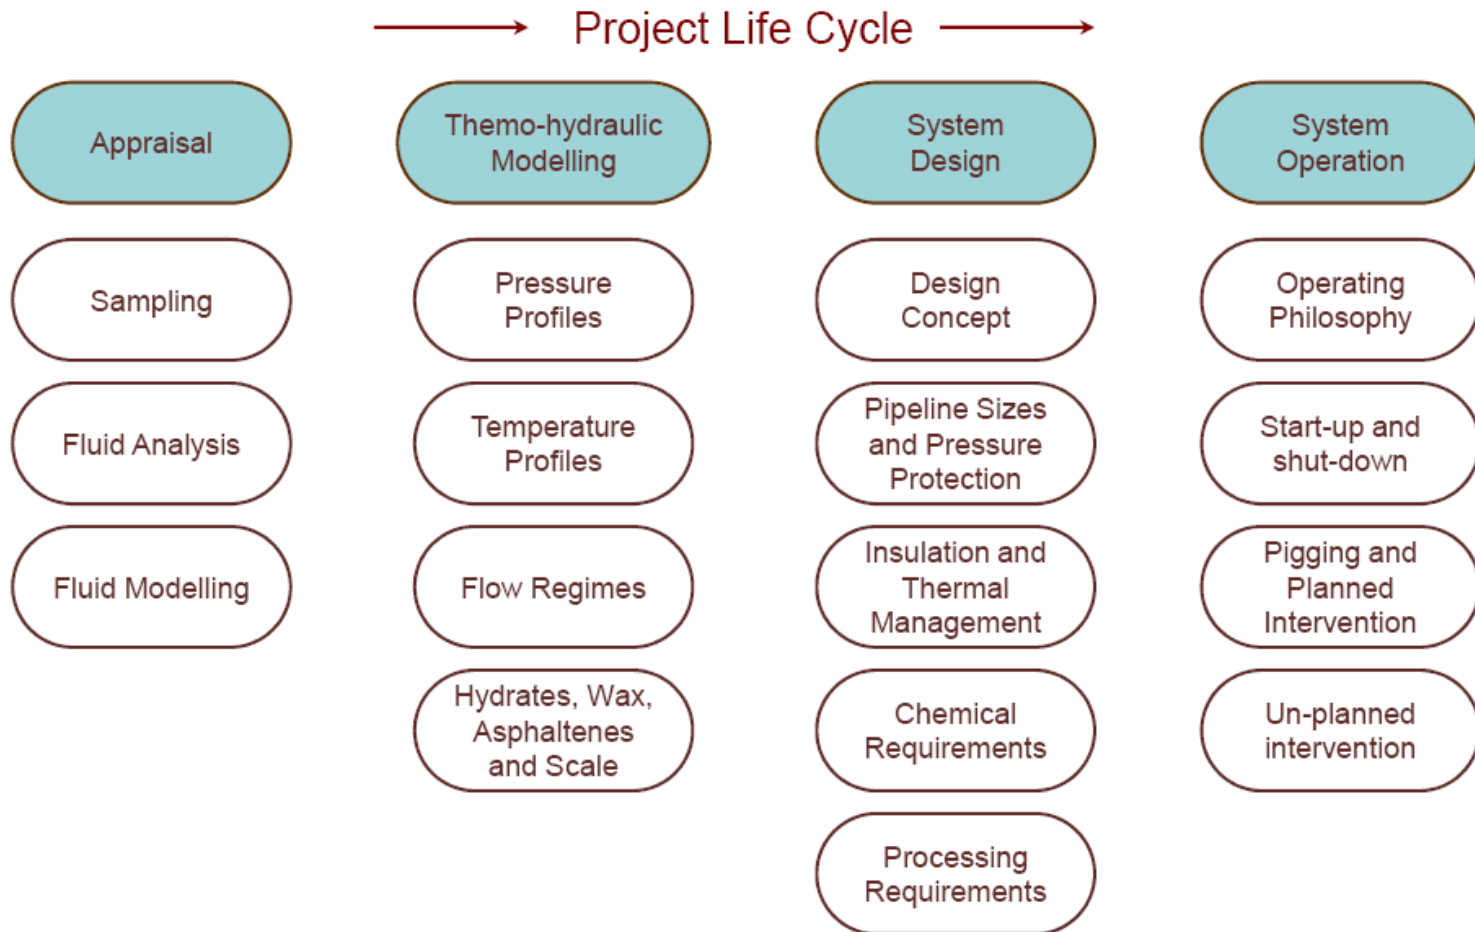 Project Life Cycle
Appraisal
Sampling
Fluid Analysis
Fluid Modelling
Themo-hydraulic
Modelling
Pressure
Profiles
Temperature
Profiles
Flow Regimes
Hydrates, Wax,
Asphaltenes
and Scale
System
Design
Design
Concept
Pipeline Sizes
and Pressure
Protection
Insulation and
Thermal
Management
Chemical
Requirements
Processing
Requirements
System
Operation
Operating
Philosophy
Start-up and
shut-down
Pigging and
Planned
Intervention
Un-planned
intervention